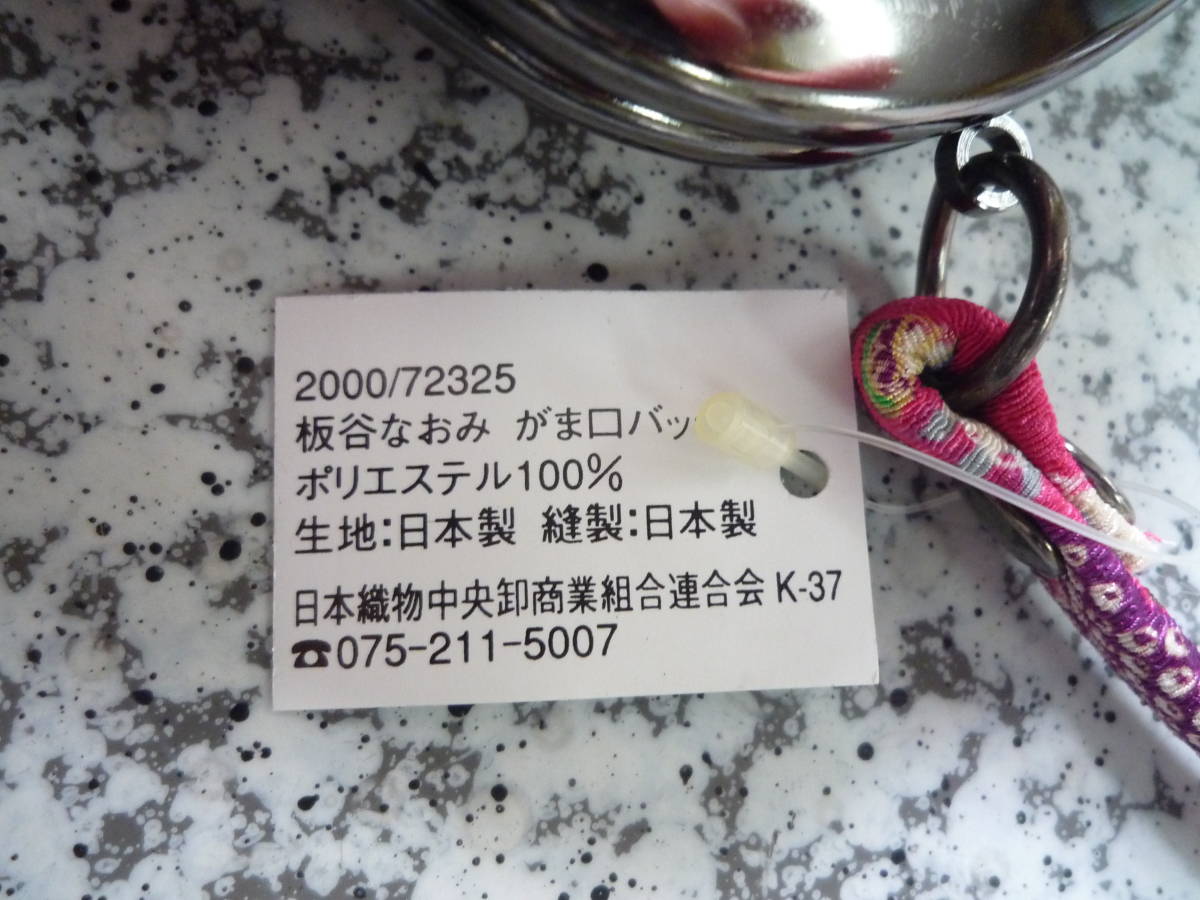 2000/72325
板谷なおみ がま口バッ
ポリエステル100%
生地:日本製 縫製:日本製
日本織物中央卸商業組合連合会 K-37
☎075-211-5007